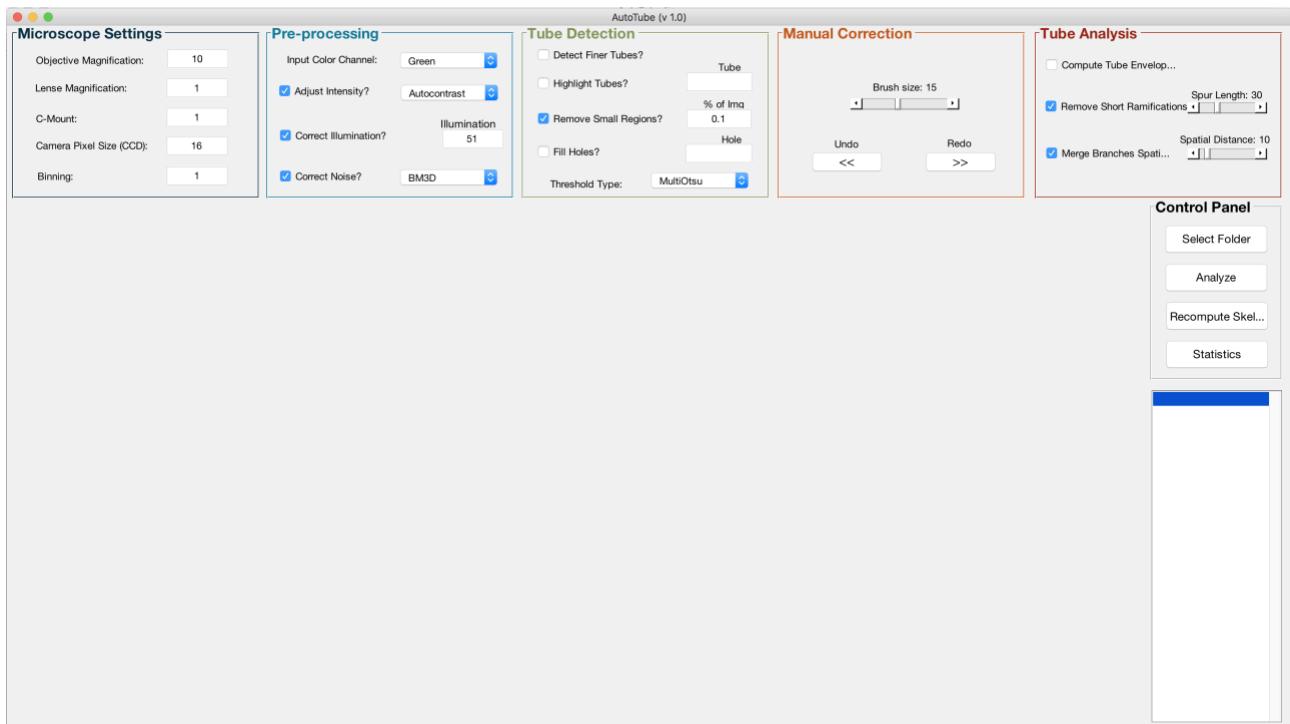 AutoTube (v 1.0)
Microscope Settings
Objective Magnification: 10
Lense Magnification: 1
C-Mount: 1
Camera Pixel Size (CCD): 16
Binning: 1
Pre-processing
Input Color Channel: Green
Adjust Intensity? Autocontrast
Illumination
Correct Illumination? 51
Correct Noise? BM3D
Tube Detection
Detect Finer Tubes?
Tube
Highlight Tubes?
% of Img
Remove Small Regions? 0.1
Hole
Fill Holes?
Threshold Type: MultiOtsu
Manual Correction
Brush size: 15
Undo Redo
<< >>
Tube Analysis
Compute Tube Envelop...
Spur Length: 30
Remove Short Ramifications
Spatial Distance: 10
Merge Branches Spati...
Control Panel
Select Folder
Analyze
Recompute Skel...
Statistics